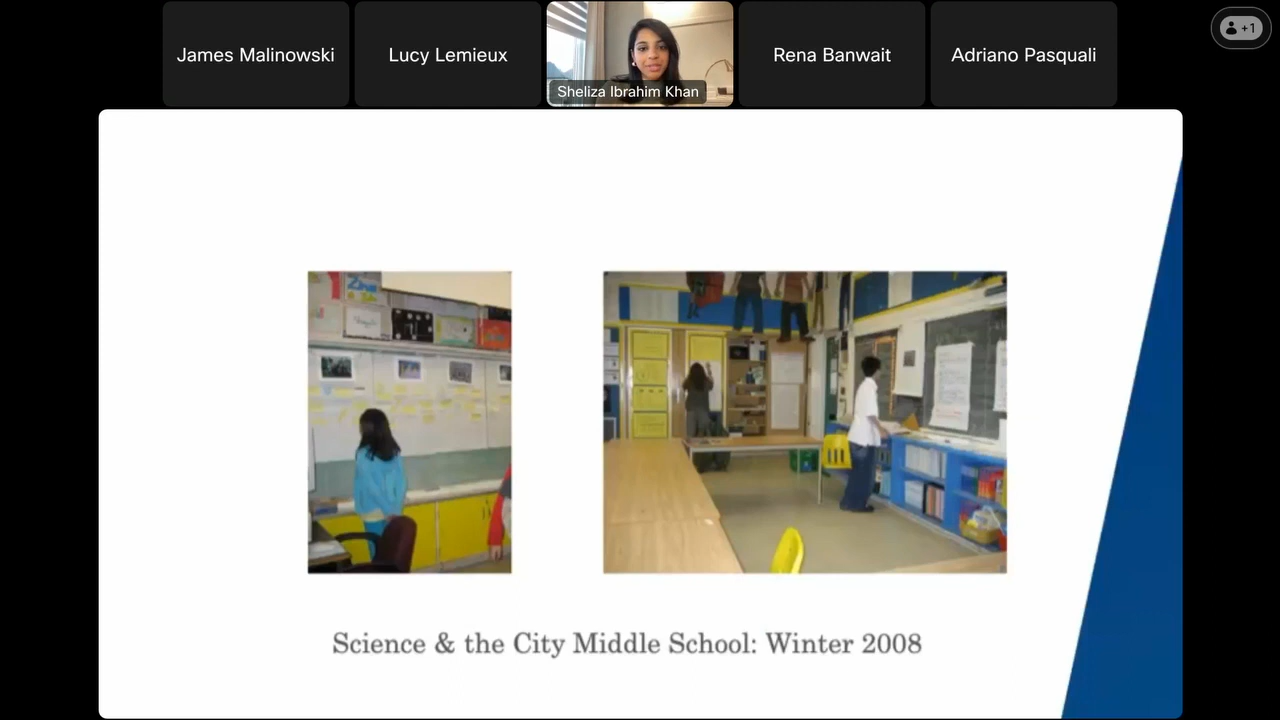 James Malinowski
Lucy Lemieux
Sheliza Ibrahim Khan
Rena Banwait
Adriano Pasquali
+1
Science & the City Middle School: Winter 2008